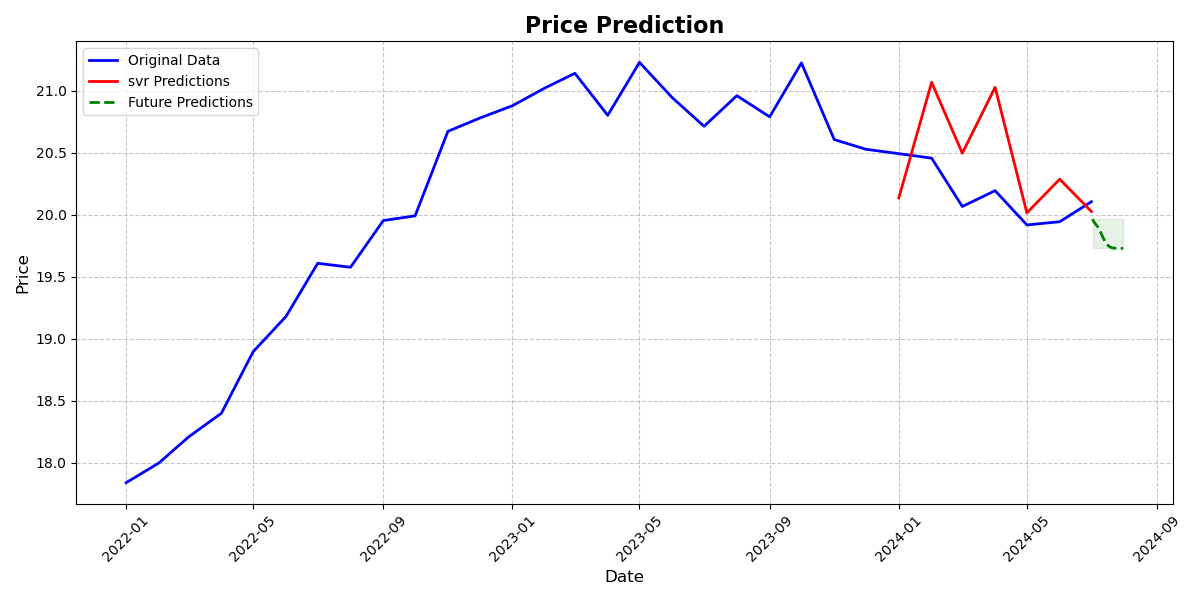 Price Prediction
Original Data
svr Predictions
Future Predictions
21.0
20.5
20.0
19.5
19.0
18.5
18.0
Price
2022-01
2022-05
2022-09
2023-01
2023-05
2023-09
2024-01
2024-05
2024-09
Date